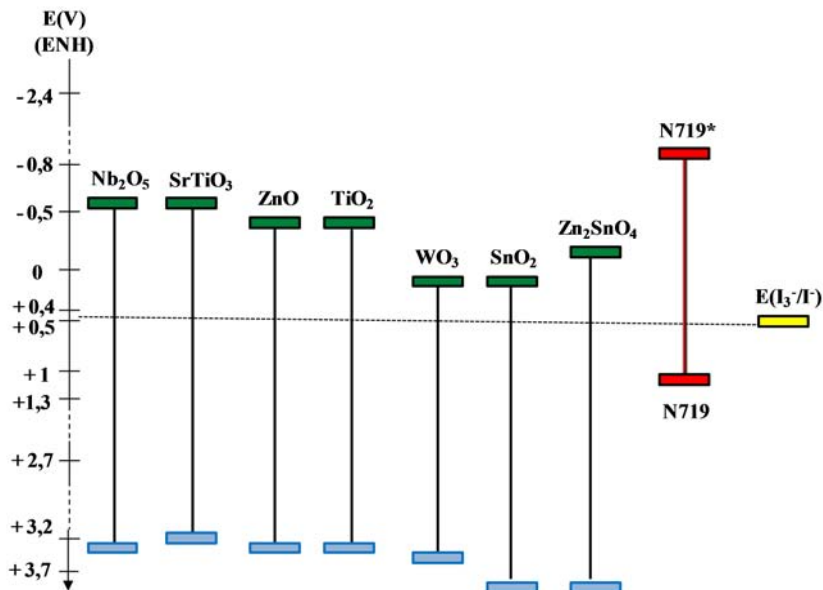 E(V)
(ENH)
- 2,4
- 0,8
- 0,5
0
+ 0,4
+ 0,5
+ 1
+ 1,3
+ 2,7
+ 3,2
+ 3,7
Nb₂O₅
SrTiO₃
ZnO
TiO₂
WO₃
SnO₂
Zn₂SnO₄
N719*
N719
E(I₃⁻/I⁻)